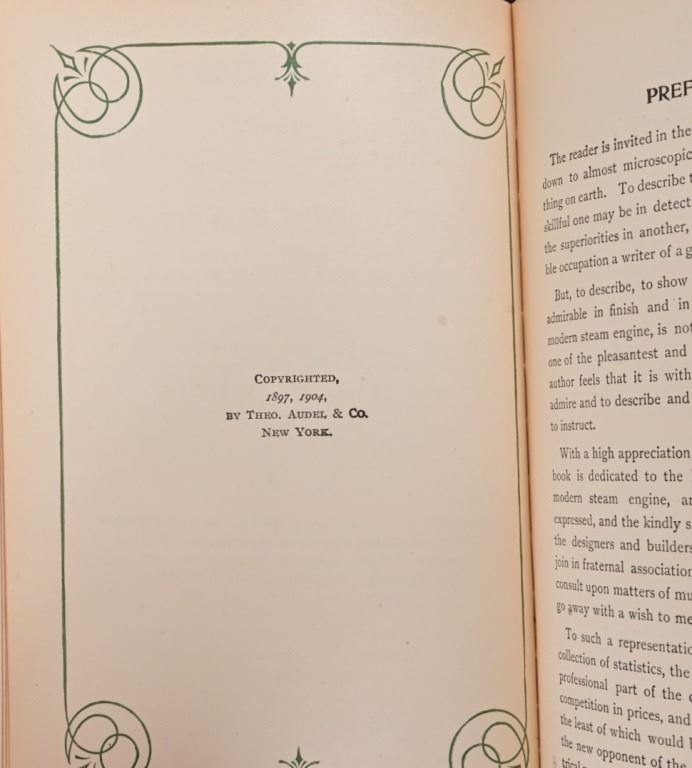 COPYRIGHTED,
1897, 1904,
BY THEO. AUDEL & Co.
NEW YORK.
PREF
The reader is invited in the
down to almost microscopic
thing on earth. To describe
skillful one may be in detect
the superiorities in another,
ble occupation a writer of a g
But, to describe, to show
admirable in finish and in
modern steam engine, is not
one of the pleasantest and
author feels that it is with
admire and to describe and
to instruct.
With a high appreciation
book is dedicated to the
modern steam engine, a
expressed, and the kindly s
the designers and builders
join in fraternal association
consult upon matters of mu
go away with a wish to me
To such a representatio
collection of statistics, the
professional part of the
competition in prices, and
the least of which would
the new opponent of the